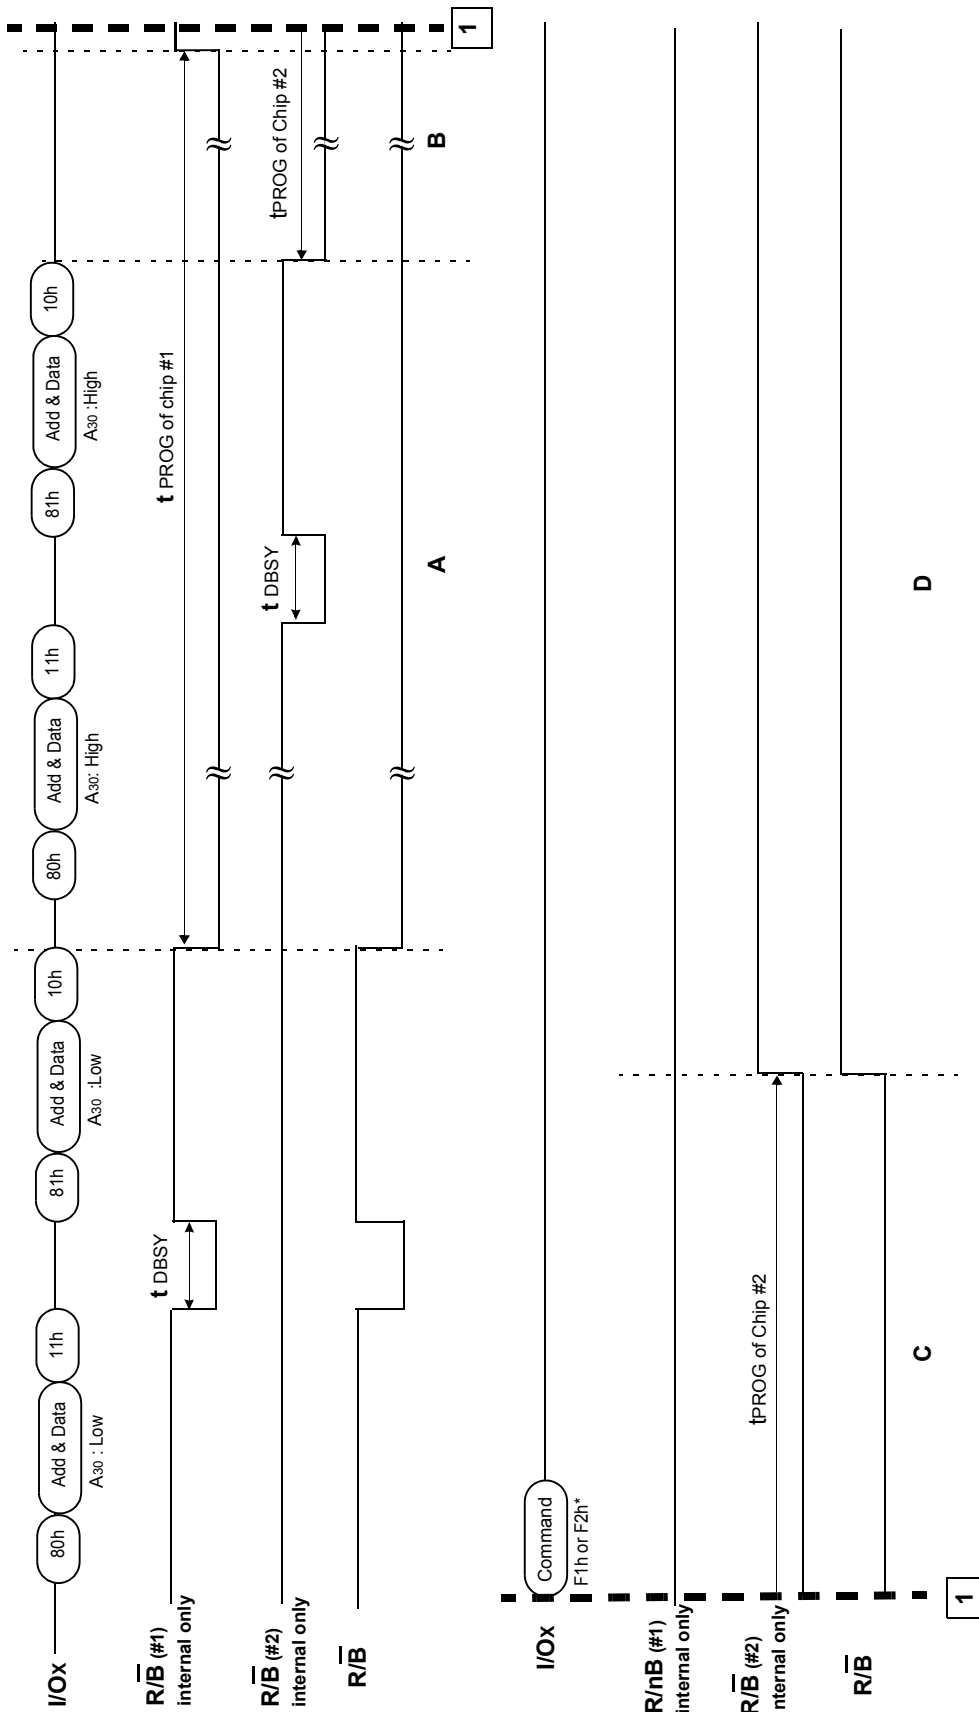 I/Ox
80h
Add & Data
11h
81h
Add & Data
10h
80h
Add & Data
11h
81h
Add & Data
10h
A30 : Low
A30 :Low
A30: High
A30 :High
R/B (#1)
internal only
t DBSY
t PROG of chip #1
R/B (#2)
internal only
t DBSY
tPROG of Chip #2
R/B
A
B
1
I/Ox
Command
F1h or F2h*
R/nB (#1)
internal only
R/B (#2)
nternal only
tPROG of Chip #2
R/B
C
D
1